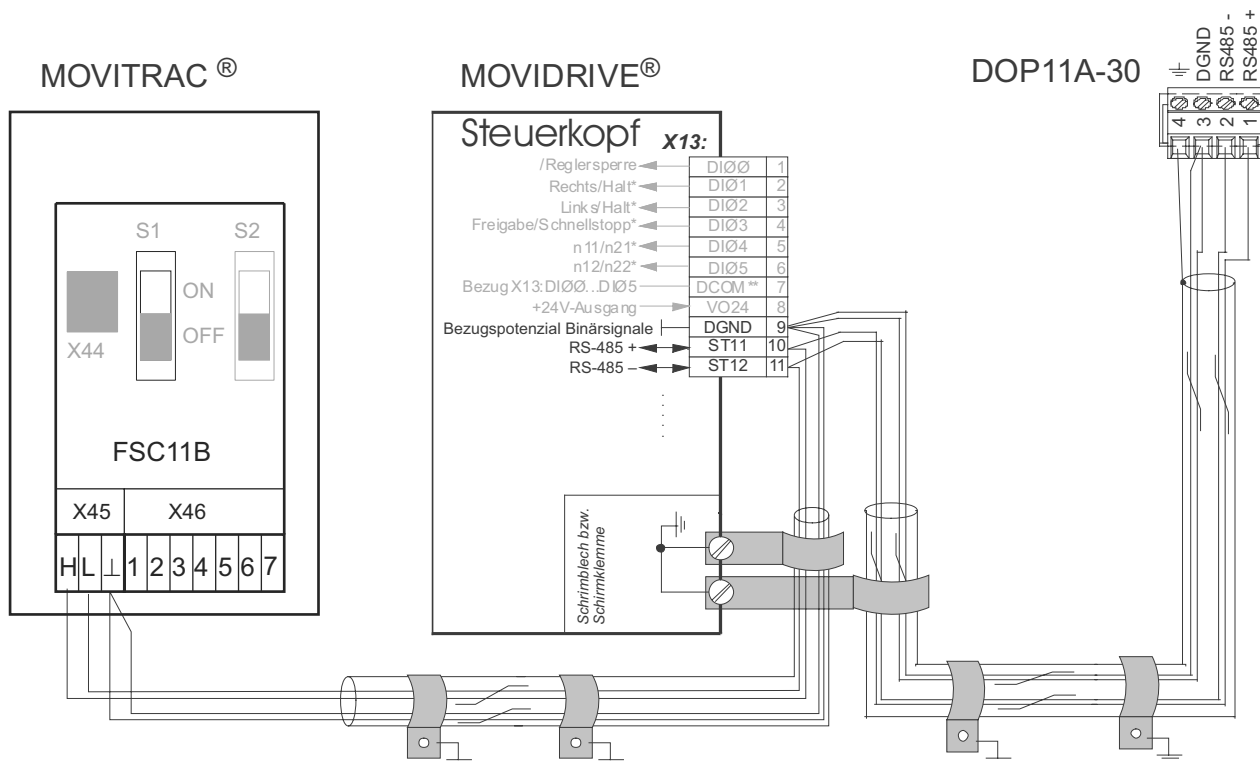 MOVITRAC ®
S1
S2
ON
OFF
X44
FSC11B
X45
X46
H L ⊥ 1 2 3 4 5 6 7
MOVIDRIVE®
Steuerkopf X13:
/Reglersperre DIØØ 1
Rechts/Halt* DIØ1 2
Links/Halt* DIØ2 3
Freigabe/Schnellstopp* DIØ3 4
n11/n21* DIØ4 5
n12/n22* DIØ5 6
Bezug X13:DIØØ...DIØ5 DCOM** 7
+24V-Ausgang VO24 8
Bezugspotenzial Binärsignale DGND 9
RS-485 + ST11 10
RS-485 – ST12 11
Schrimblech bzw.
Schirmklemme
DOP11A-30
DGND
RS485 -
RS485 +
4 3 2 1